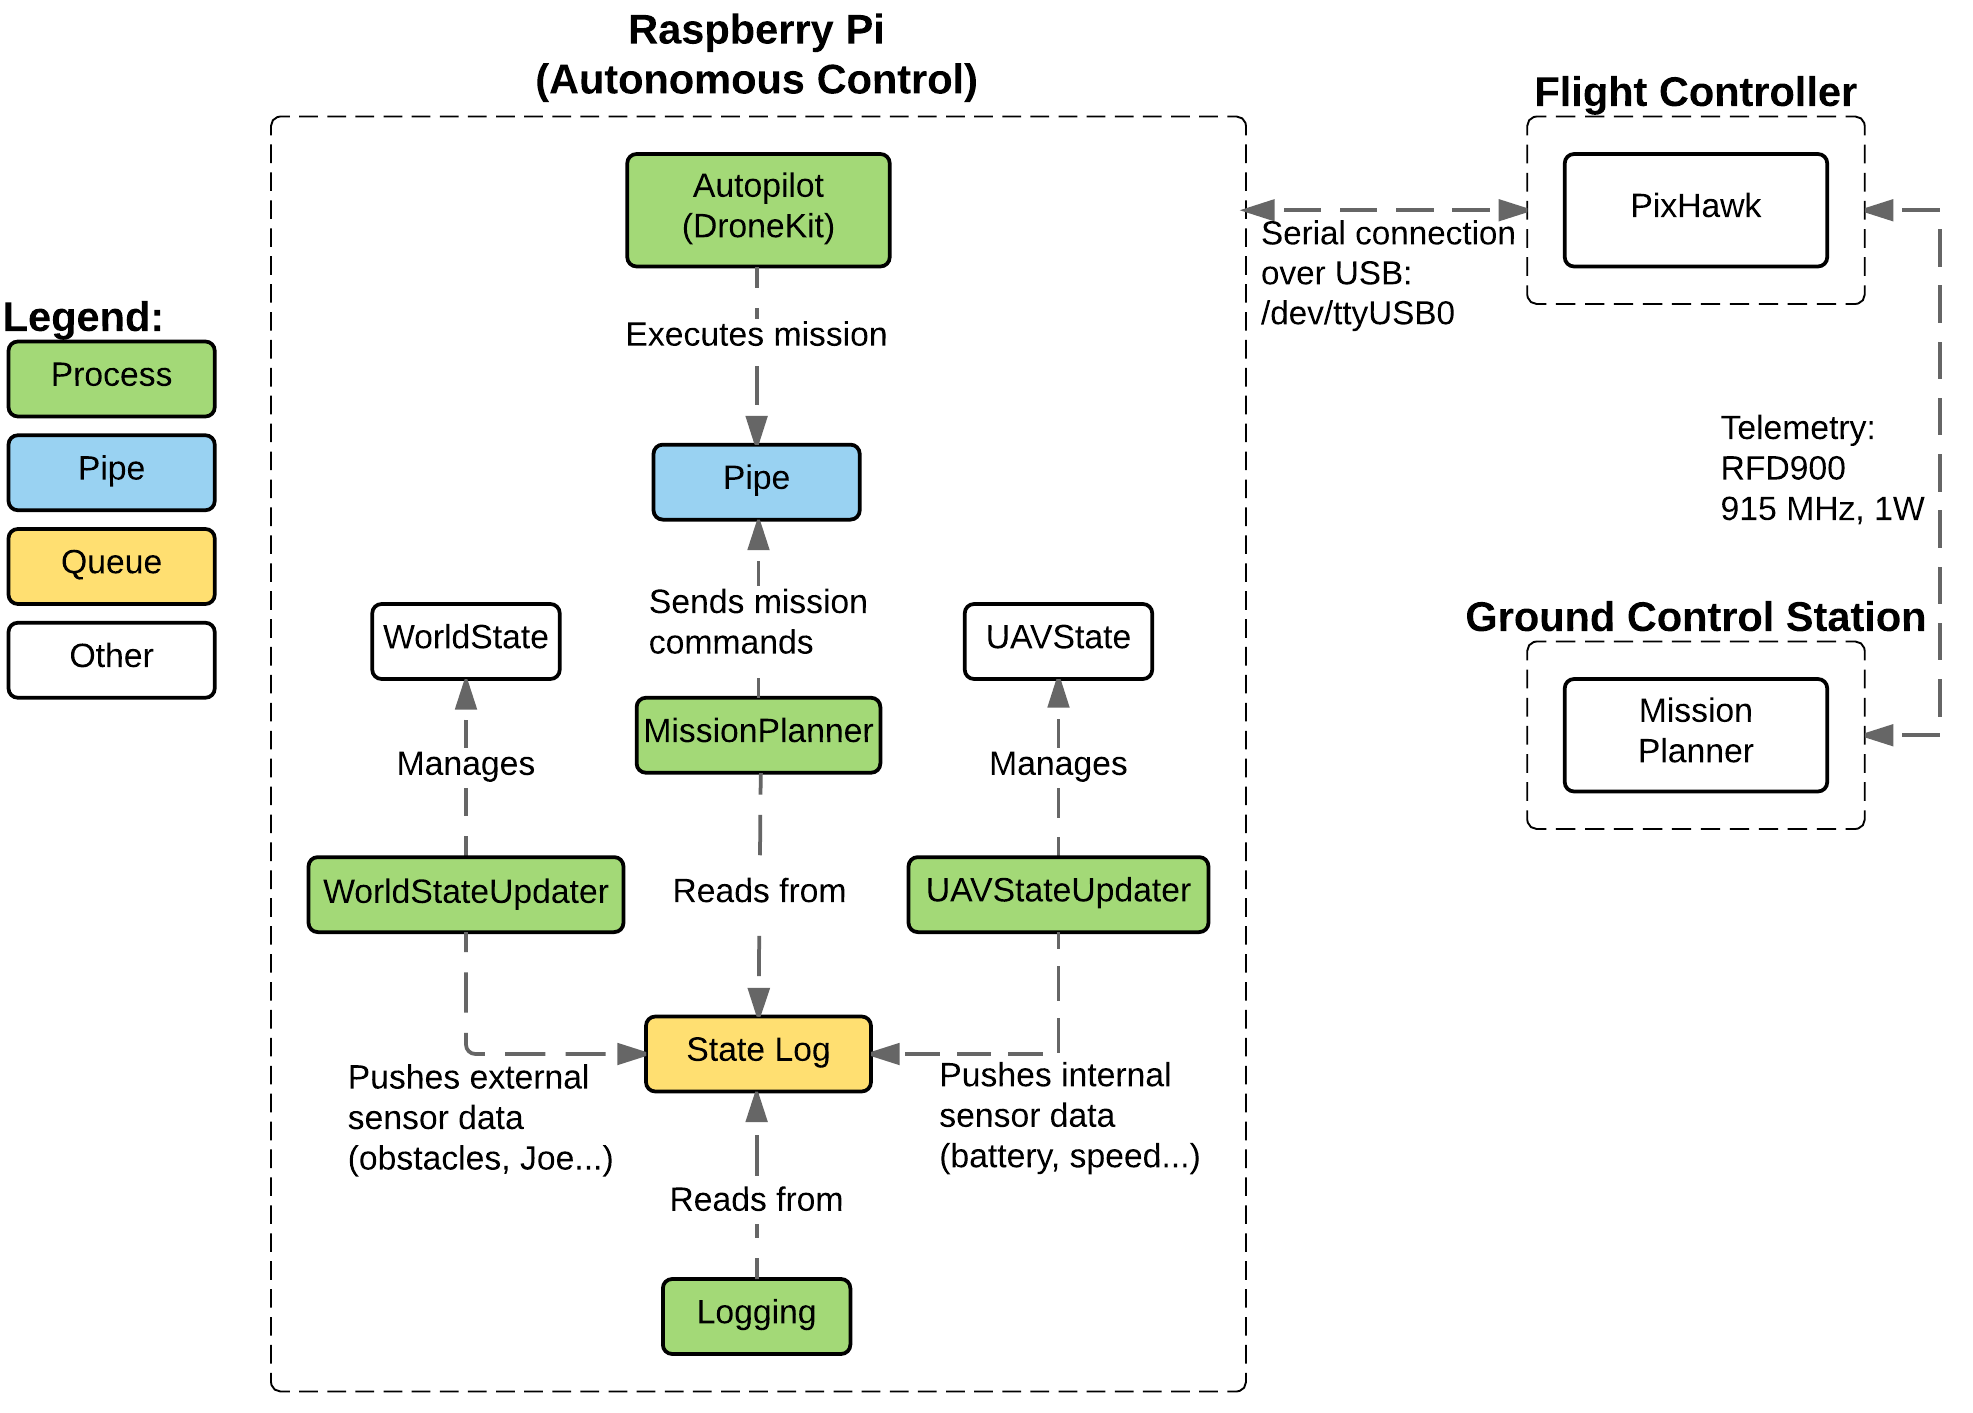 Raspberry Pi
(Autonomous Control)
Flight Controller
Autopilot
(DroneKit)
PixHawk
Serial connection
over USB:
/dev/ttyUSB0
Legend:
Process
Pipe
Queue
Other
Executes mission
Pipe
Telemetry:
RFD900
915 MHz, 1W
Sends mission
commands
WorldState
UAVState
Ground Control Station
Mission
Planner
MissionPlanner
Manages
Manages
WorldStateUpdater
Reads from
UAVStateUpdater
State Log
Pushes external
sensor data
(obstacles, Joe...)
Pushes internal
sensor data
(battery, speed...)
Reads from
Logging